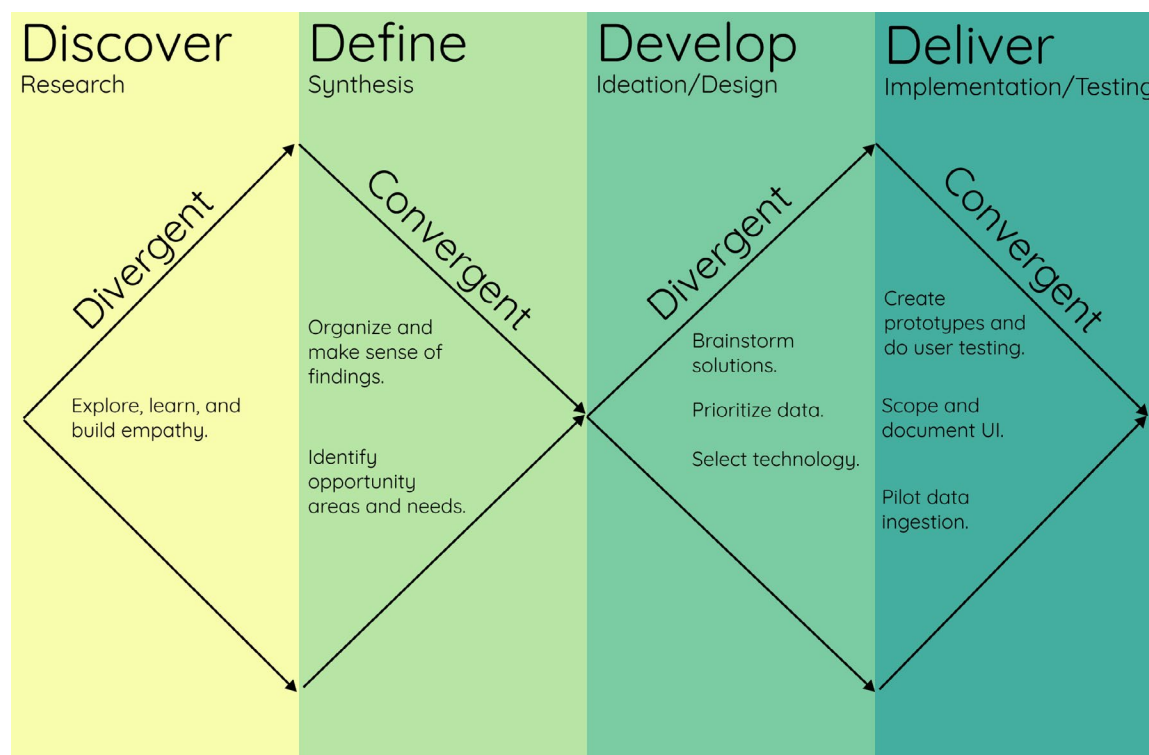 Discover
Research
Divergent
Explore, learn, and
build empathy.
Define
Synthesis
Convergent
Organize and
make sense of
findings.
Identify
opportunity
areas and needs.
Develop
Ideation/Design
Divergent
Brainstorm
solutions.
Prioritize data.
Select technology.
Deliver
Implementation/Testing
Convergent
Create
prototypes and
do user testing.
Scope and
document UI.
Pilot data
ingestion.